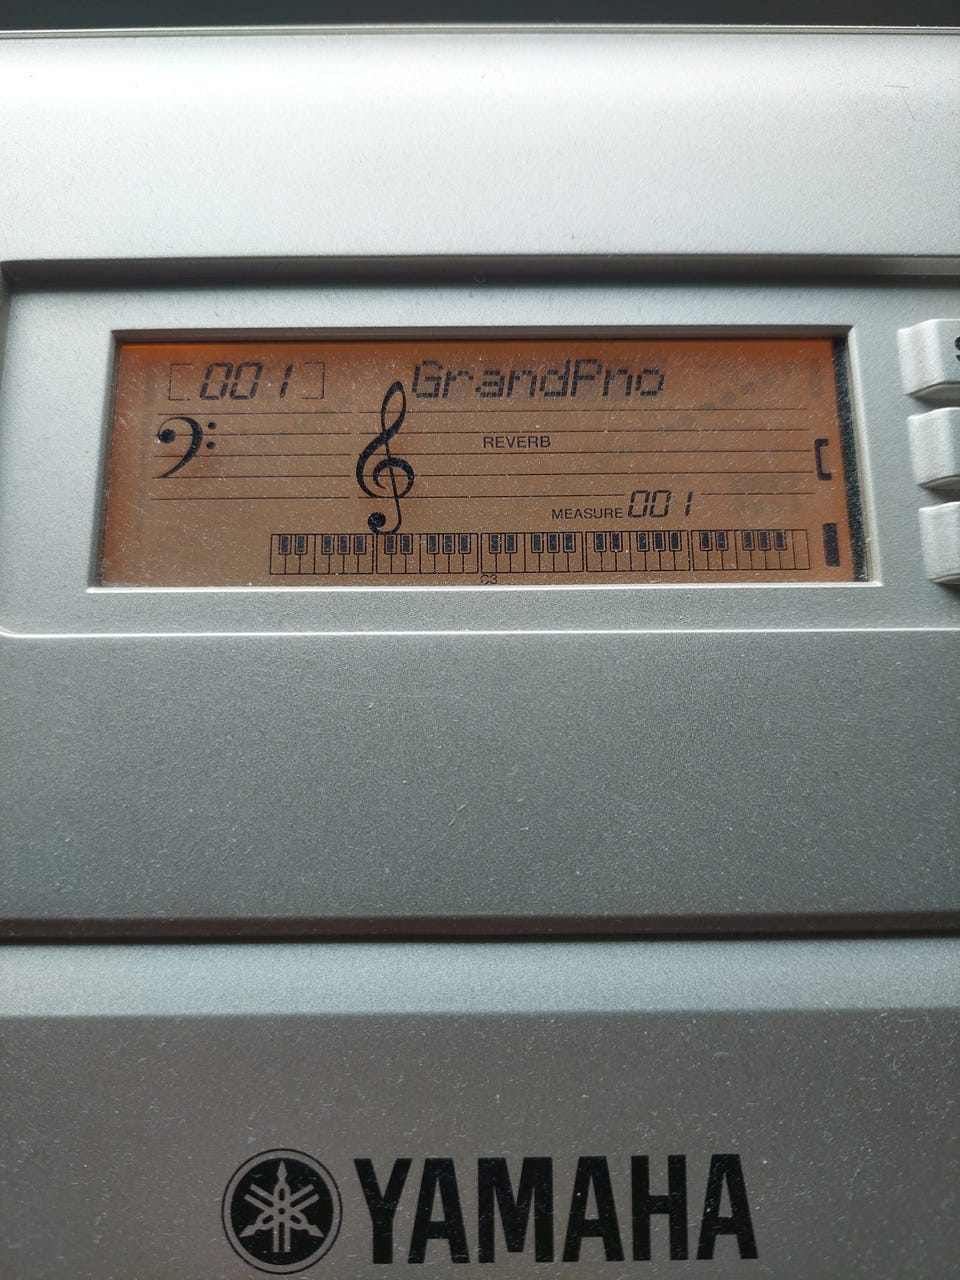 001 GrandPno
REVERB
MEASURE 001
C3
YAMAHA